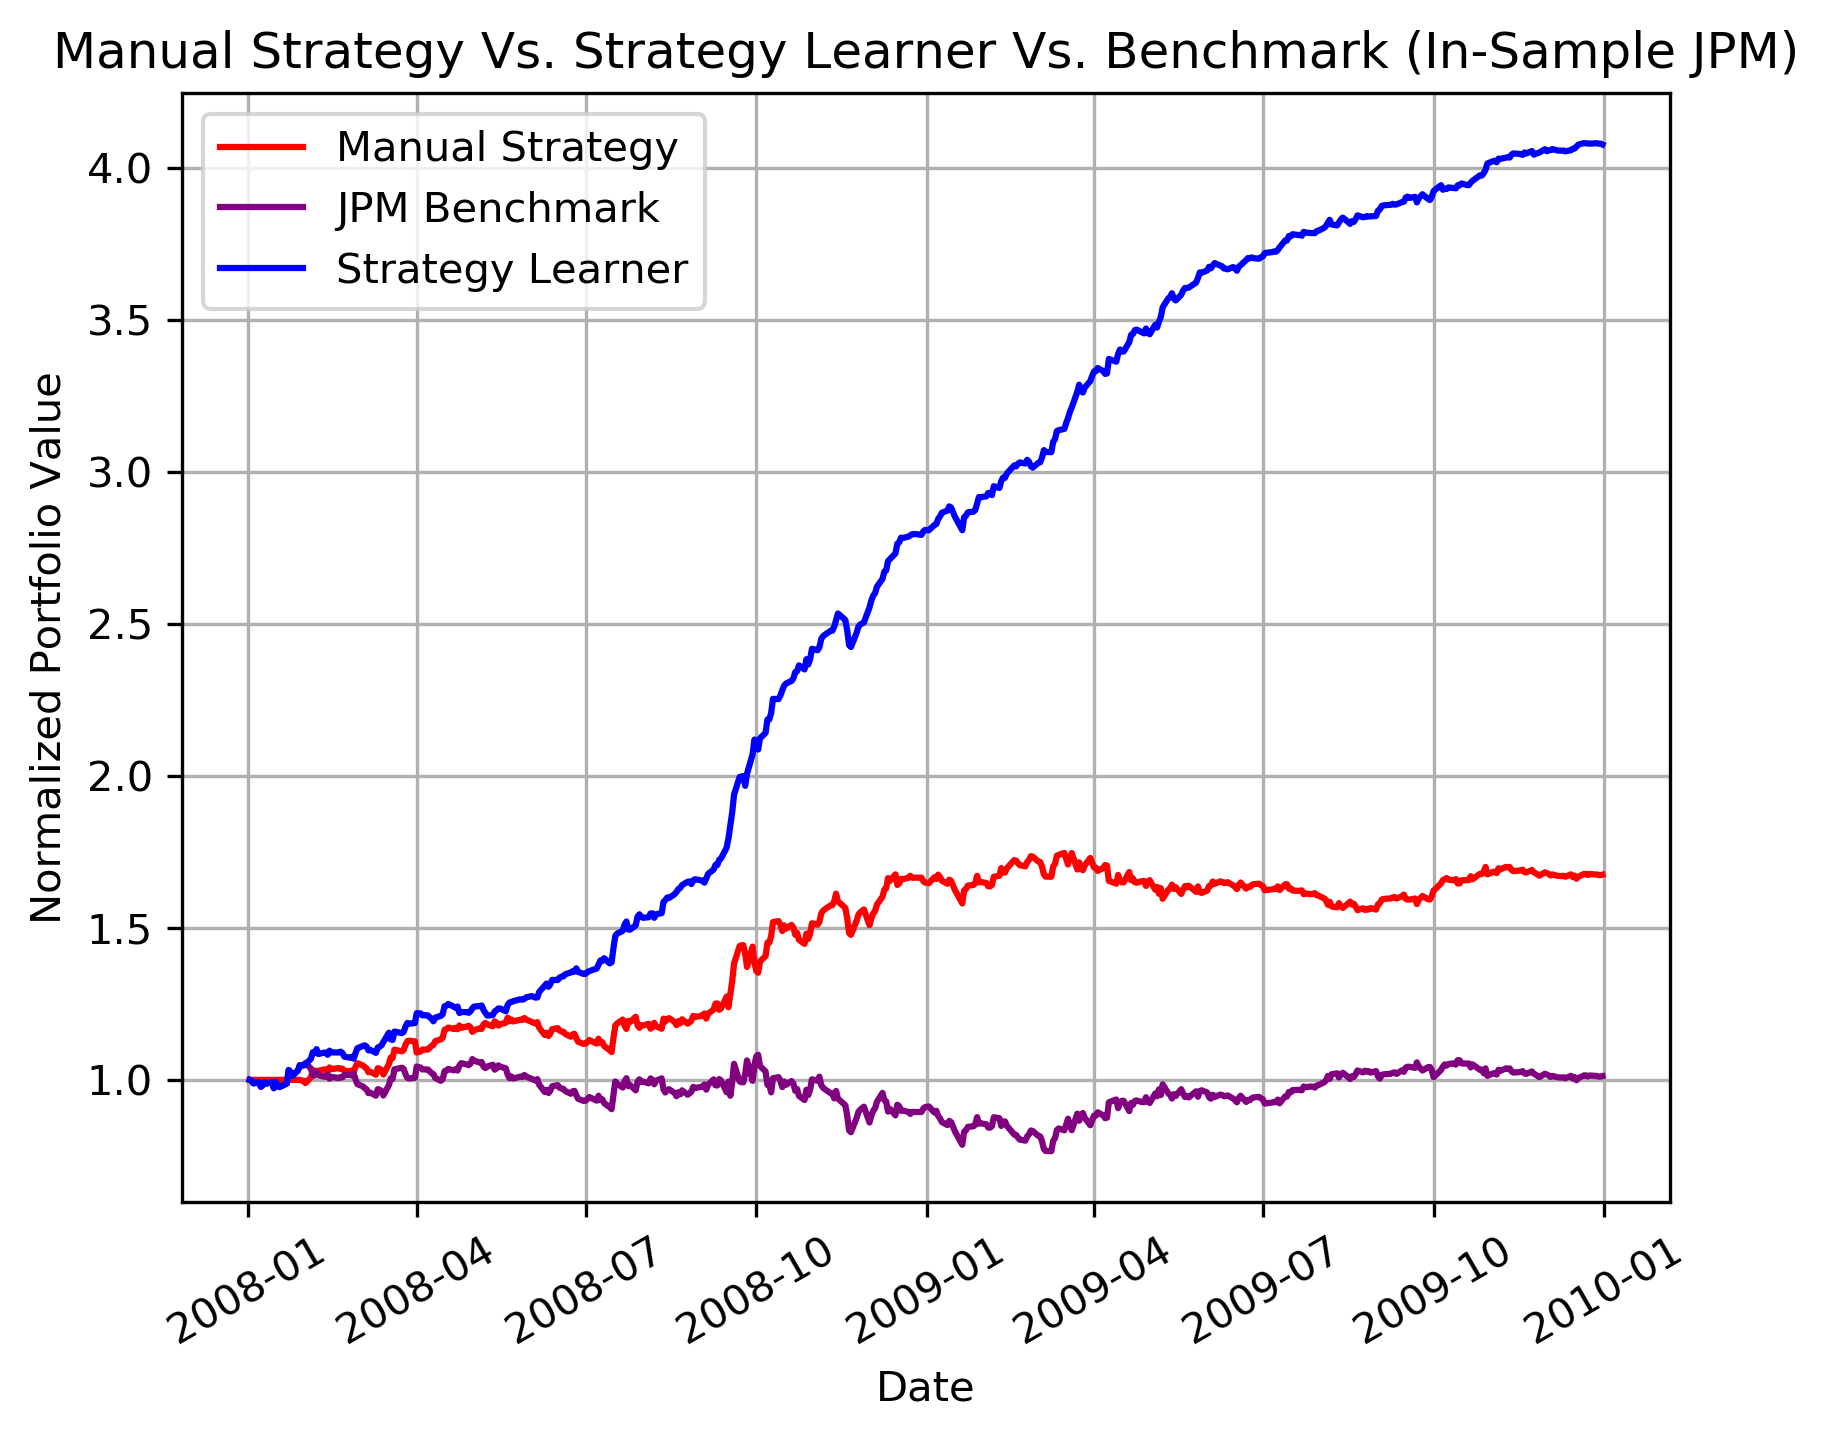 Manual Strategy Vs. Strategy Learner Vs. Benchmark (In-Sample JPM)
Manual Strategy
JPM Benchmark
Strategy Learner
Normalized Portfolio Value
4.0
3.5
3.0
2.5
2.0
1.5
1.0
2008-01
2008-04
2008-07
2008-10
2009-01
2009-04
2009-07
2009-10
2010-01
Date